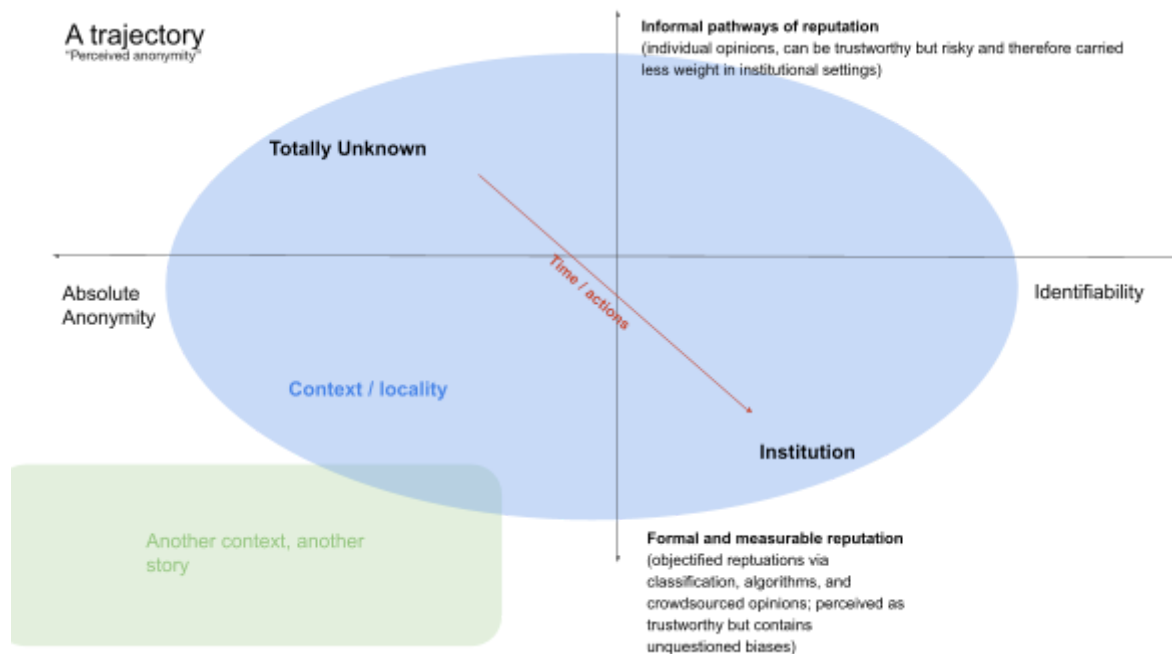 A trajectory
"Perceived anonymity"
Informal pathways of reputation
(individual opinions, can be trustworthy but risky and therefore carried
less weight in institutional settings)
Totally Unknown
Time / actions
Absolute
Anonymity
Identifiability
Context / locality
Institution
Another context, another
story
Formal and measurable reputation
(objectified reptuations via
classification, algorithms, and
crowdsourced opinions; perceived as
trustworthy but contains
unquestioned biases)